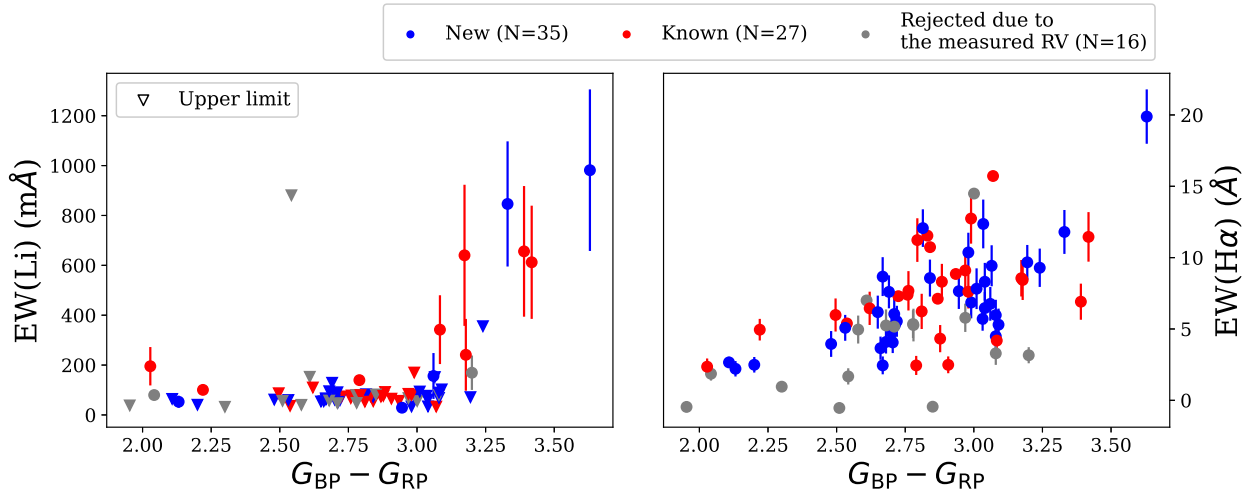 New (N=35)
Known (N=27)
Rejected due to
the measured RV (N=16)
Upper limit
EW(Li) (mÅ)
1200
1000
800
600
400
200
0
2.00 2.25 2.50 2.75 3.00 3.25 3.50
G_BP − G_RP
20
15
10
5
0
EW(Hα) (Å)
2.00 2.25 2.50 2.75 3.00 3.25 3.50
G_BP − G_RP